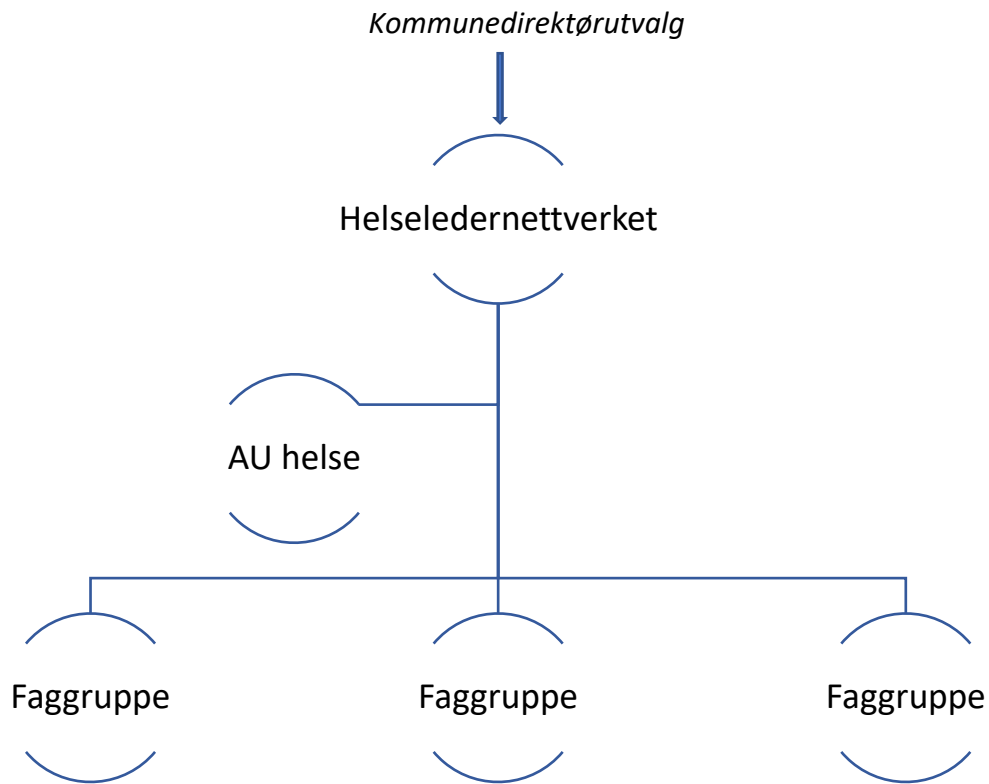 Kommunedirektørutvalg
Helseledernettverket
AU helse
Faggruppe
Faggruppe
Faggruppe